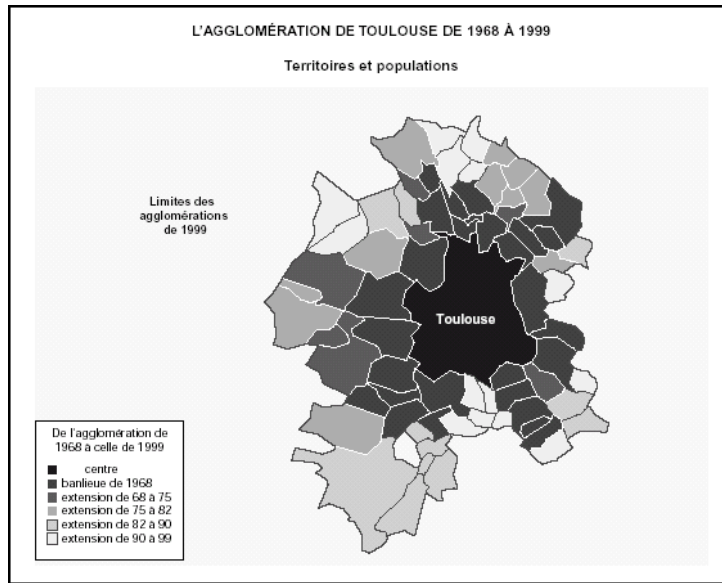 L'AGGLOMÉRATION DE TOULOUSE DE 1968 À 1999
Territoires et populations
Limites des
agglomérations
de 1999
Toulouse
De l'agglomération de
1968 à celle de 1999
centre
banlieue de 1968
extension de 68 à 75
extension de 75 à 82
extension de 82 à 90
extension de 90 à 99